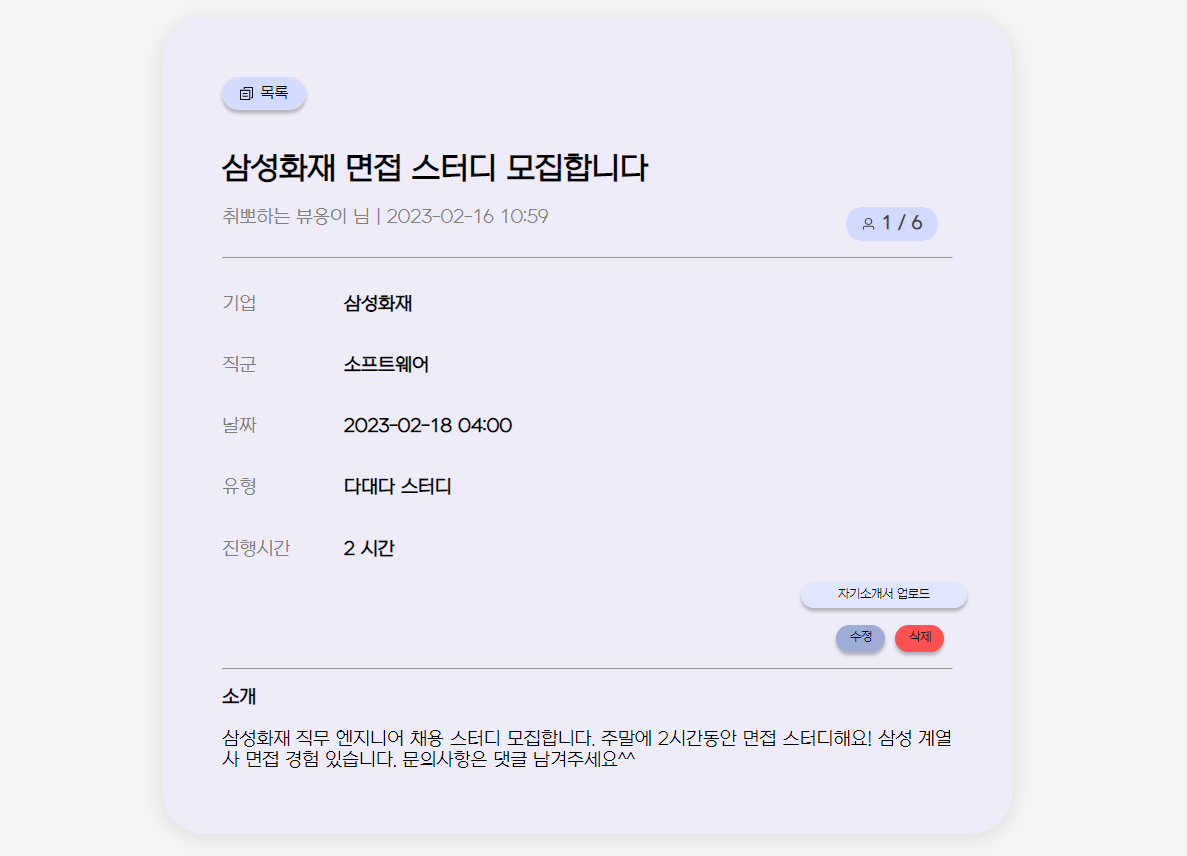 목록
삼성화재 면접 스터디 모집합니다
취뽀하는 뷰옹이 님 | 2023-02-16 10:59
1 / 6
기업 삼성화재
직군 소프트웨어
날짜 2023-02-18 04:00
유형 다대다 스터디
진행시간 2 시간
자기소개서 업로드
수정 삭제
소개
삼성화재 직무 엔지니어 채용 스터디 모집합니다. 주말에 2시간동안 면접 스터디해요! 삼성 계열
사 면접 경험 있습니다. 문의사항은 댓글 남겨주세요^^